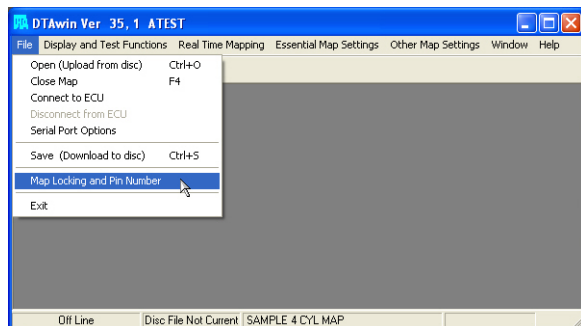 DTAwin Ver 35,1 ATEST
File Display and Test Functions Real Time Mapping Essential Map Settings Other Map Settings Window Help
Open (Upload from disc) Ctrl+O
Close Map F4
Connect to ECU
Disconnect from ECU
Serial Port Options
Save (Download to disc) Ctrl+S
Map Locking and Pin Number
Exit
Off Line Disc File Not Current SAMPLE 4 CYL MAP